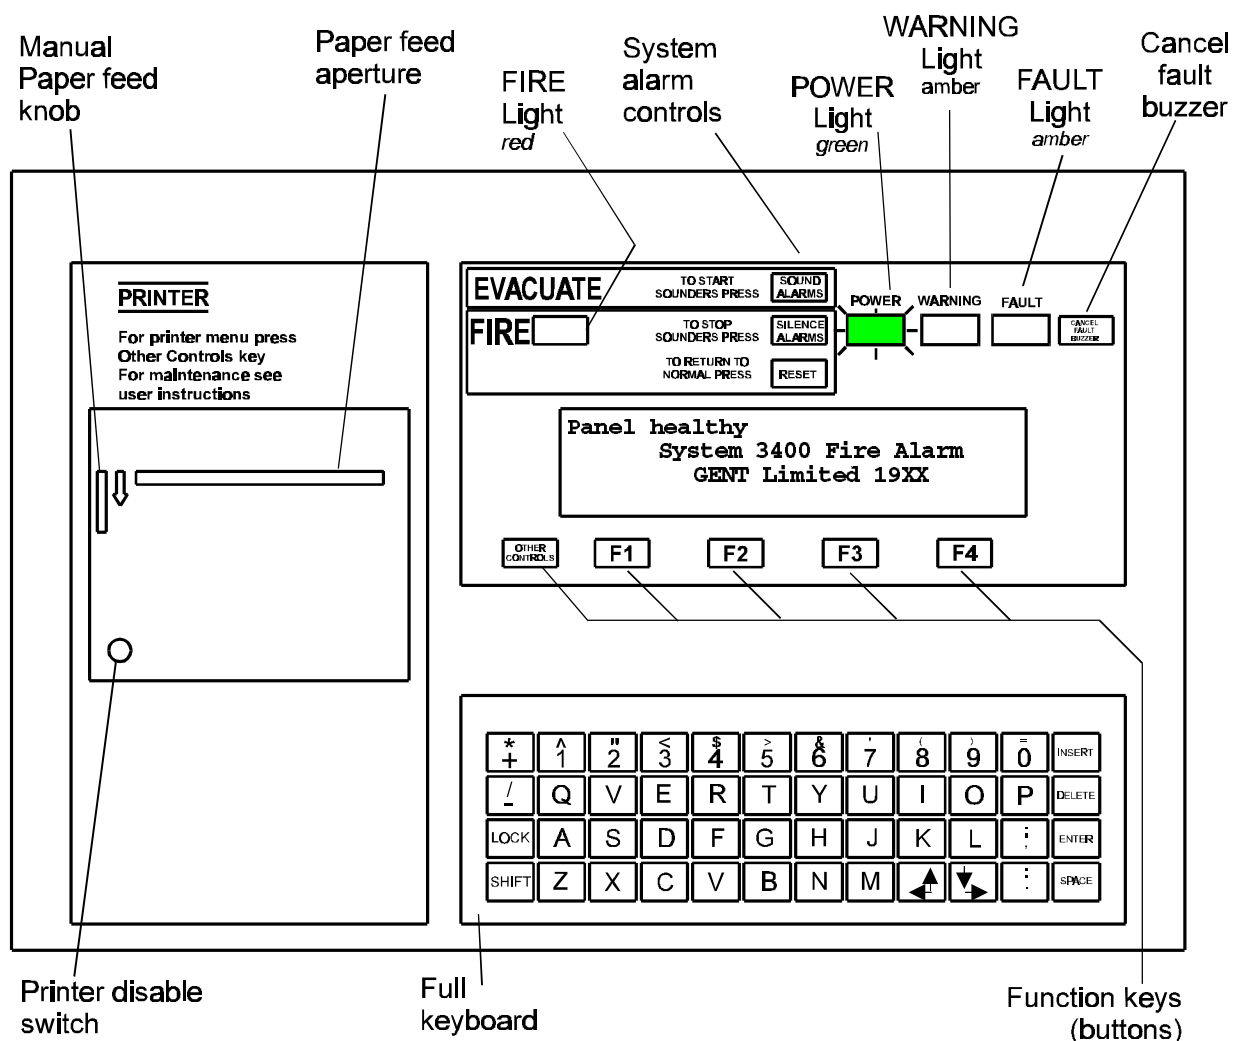 Manual
Paper feed
knob
Paper feed
aperture
FIRE
Light
red
System
alarm
controls
POWER
Light
green
WARNING
Light
amber
FAULT
Light
amber
Cancel
fault
buzzer
PRINTER
For printer menu press
Other Controls key
For maintenance see
user instructions
EVACUATE
TO START
SOUNDERS PRESS
SOUND
ALARMS
FIRE
TO STOP
SOUNDERS PRESS
SILENCE
ALARMS
TO RETURN TO
NORMAL PRESS
RESET
POWER
WARNING
FAULT
CANCEL
FAULT
BUZZER
Panel healthy
System 3400 Fire Alarm
GENT Limited 19XX
OTHER
CONTROLS
F1
F2
F3
F4
* ^ " < $ > & ' ( ) =
+ 1 2 3 4 5 6 7 8 9 0 INSERT
/
- Q V E R T Y U I O P DELETE
LOCK A S D F G H J K L ; ENTER
SHIFT Z X C V B N M : SPACE
Printer disable
switch
Full
keyboard
Function keys
(buttons)